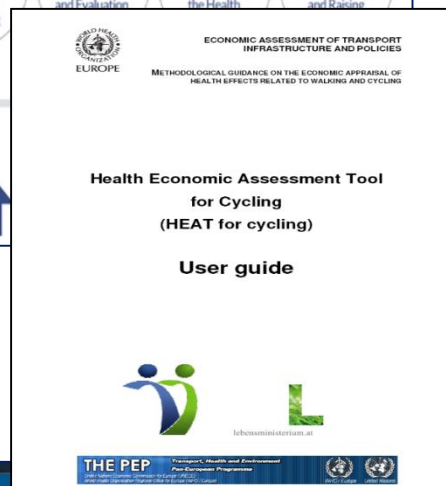 and Evaluation
the Health
and Raising
WORLD HEALTH ORGANIZATION
EUROPE
ECONOMIC ASSESSMENT OF TRANSPORT
INFRASTRUCTURE AND POLICIES
METHODOLOGICAL GUIDANCE ON THE ECONOMIC APPRAISAL OF
HEALTH EFFECTS RELATED TO WALKING AND CYCLING
Health Economic Assessment Tool
for Cycling
(HEAT for cycling)
User guide
lebensministerium.at
THE PEP
Transport, Health and Environment
Pan-European Programme